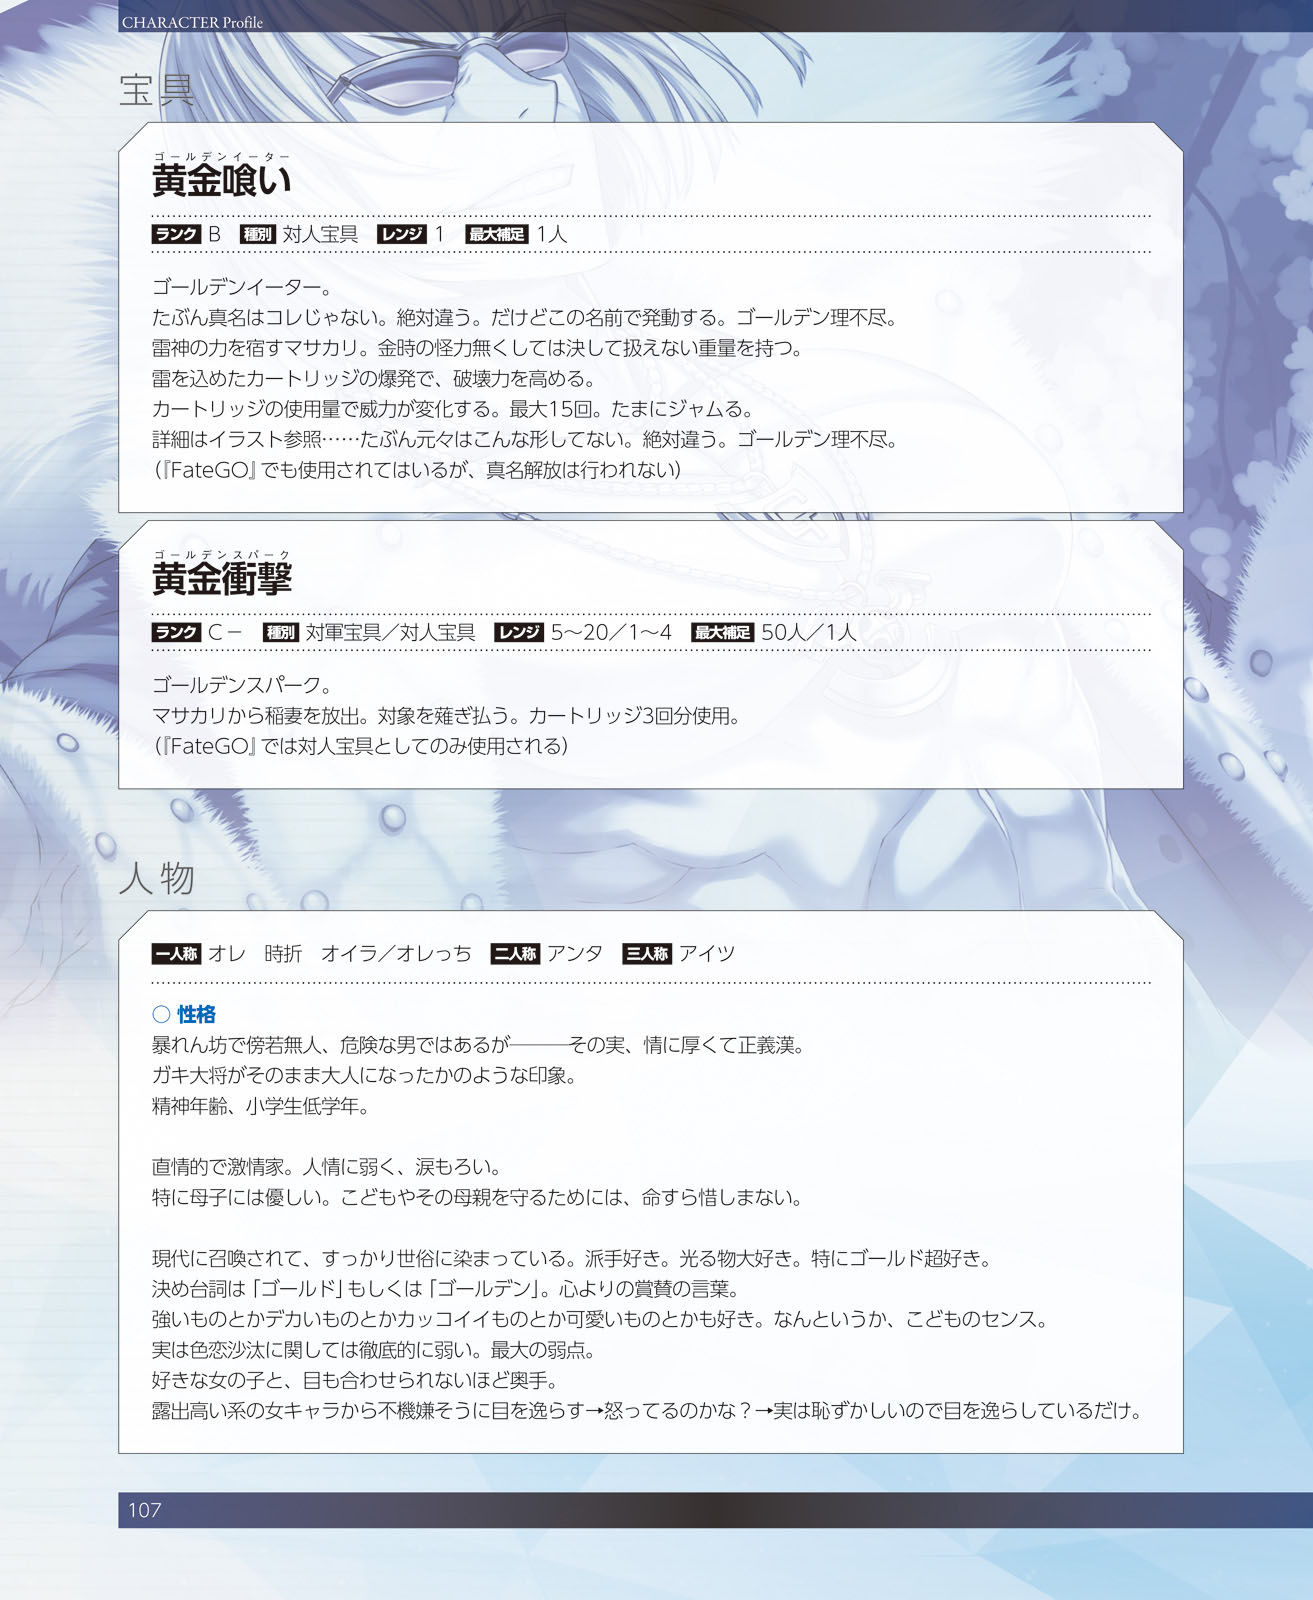 CHARACTER Profile
宝具
ゴールデンイーター
黄金喰い
ランク B 種別 対人宝具 レンジ 1 最大補足 1人
ゴールデンイーター。
たぶん真名はコレじゃない。絶対違う。だけどこの名前で発動する。ゴールデン理不尽。
雷神の力を宿すマサカリ。金時の怪力無くしては決して扱えない重量を持つ。
雷を込めたカートリッジの爆発で、破壊力を高める。
カートリッジの使用量で威力が変化する。最大15回。たまにジャムる。
詳細はイラスト参照……たぶん元々はこんな形してない。絶対違う。ゴールデン理不尽。
（『FateGO』でも使用されてはいるが、真名解放は行われない）
ゴールデンスパーク
黄金衝撃
ランク C－ 種別 対軍宝具／対人宝具 レンジ 5～20／1～4 最大補足 50人／1人
ゴールデンスパーク。
マサカリから稲妻を放出。対象を薙ぎ払う。カートリッジ3回分使用。
（『FateGO』では対人宝具としてのみ使用される）
人物
一人称 オレ　時折　オイラ／オレっち 二人称 アンタ 三人称 アイツ
○ 性格
暴れん坊で傍若無人、危険な男ではあるが───その実、情に厚くて正義漢。
ガキ大将がそのまま大人になったかのような印象。
精神年齢、小学生低学年。
直情的で激情家。人情に弱く、涙もろい。
特に母子には優しい。こどもやその母親を守るためには、命すら惜しまない。
現代に召喚されて、すっかり世俗に染まっている。派手好き。光る物大好き。特にゴールド超好き。
決め台詞は「ゴールド」もしくは「ゴールデン」。心よりの賞賛の言葉。
強いものとかデカいものとかカッコイイものとか可愛いものとかも好き。なんというか、こどものセンス。
実は色恋沙汰に関しては徹底的に弱い。最大の弱点。
好きな女の子と、目も合わせられないほど奥手。
露出高い系の女キャラから不機嫌そうに目を逸らす→怒ってるのかな？→実は恥ずかしいので目を逸らしているだけ。
107